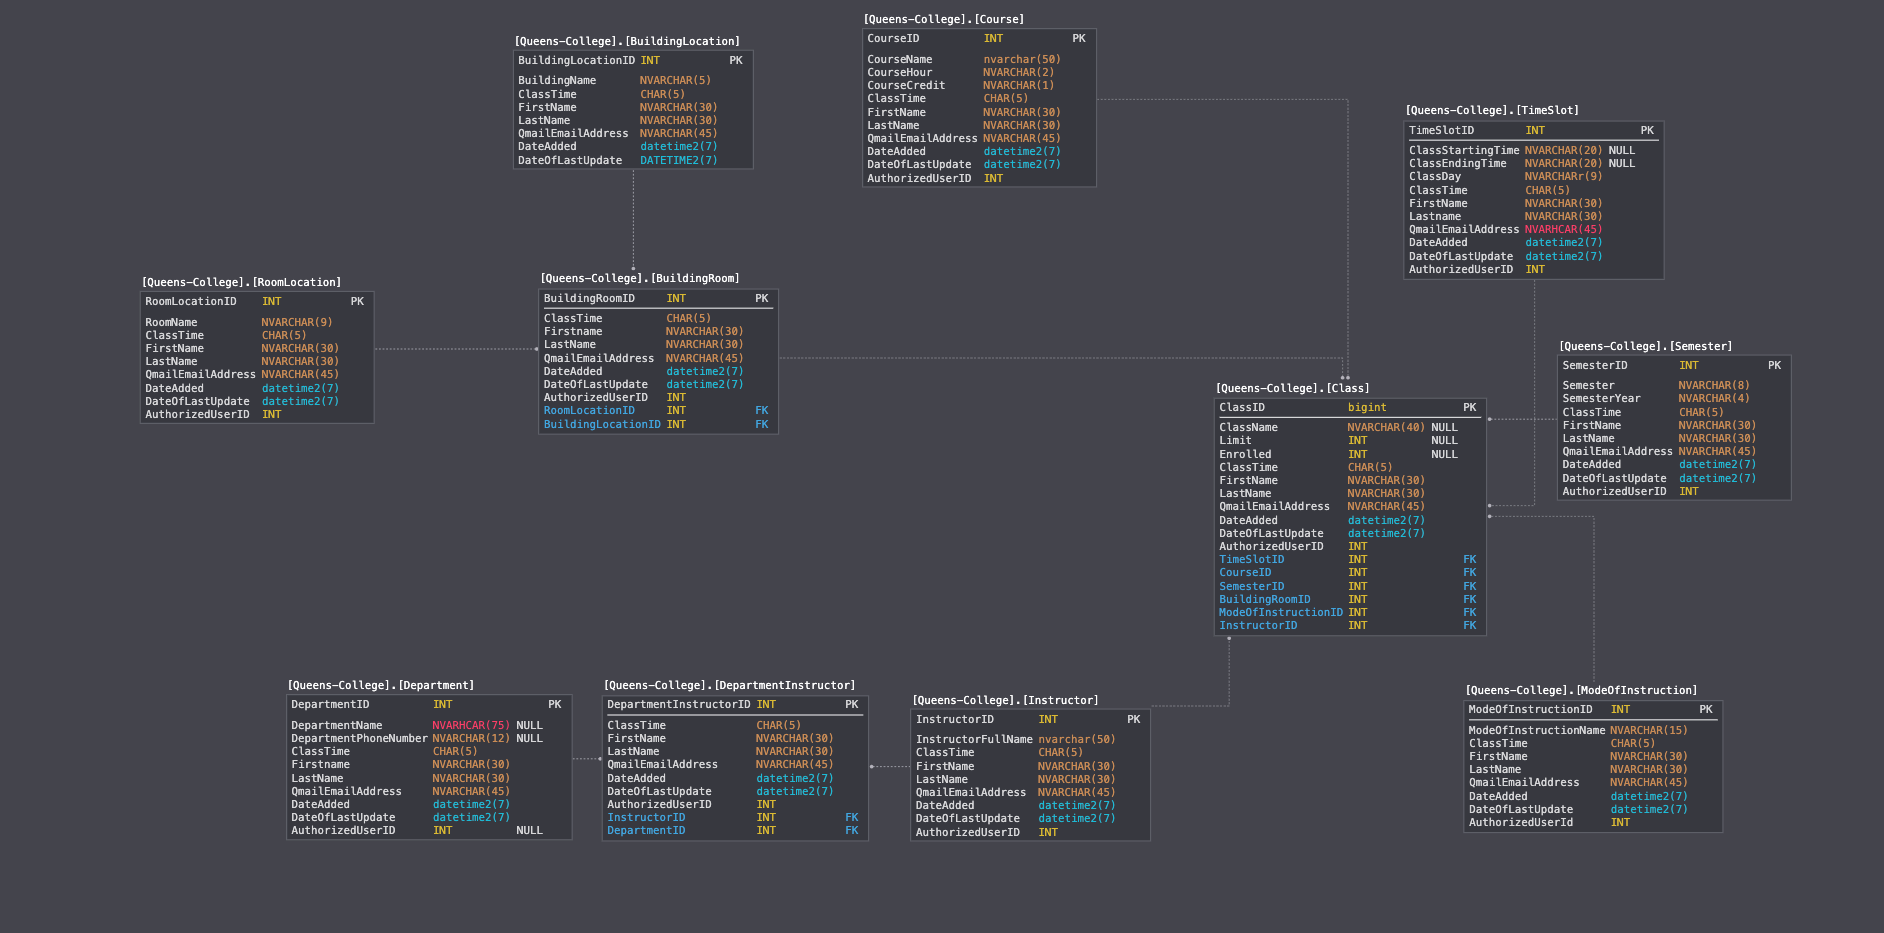 [Queens-College].[Course]
CourseID INT PK
CourseName nvarchar(50)
CourseHour NVARCHAR(2)
CourseCredit NVARCHAR(1)
ClassTime CHAR(5)
FirstName NVARCHAR(30)
LastName NVARCHAR(30)
QmailEmailAddress NVARCHAR(45)
DateAdded datetime2(7)
DateOfLastUpdate datetime2(7)
AuthorizedUserID INT
[Queens-College].[BuildingLocation]
BuildingLocationID INT PK
BuildingName NVARCHAR(5)
ClassTime CHAR(5)
FirstName NVARCHAR(30)
LastName NVARCHAR(30)
QmailEmailAddress NVARCHAR(45)
DateAdded datetime2(7)
DateOfLastUpdate DATETIME2(7)
[Queens-College].[TimeSlot]
TimeSlotID INT PK
ClassStartingTime NVARCHAR(20) NULL
ClassEndingTime NVARCHAR(20) NULL
ClassDay NVARCHARr(9)
ClassTime CHAR(5)
FirstName NVARCHAR(30)
Lastname NVARCHAR(30)
QmailEmailAddress NVARHCAR(45)
DateAdded datetime2(7)
DateOfLastUpdate datetime2(7)
AuthorizedUserID INT
[Queens-College].[RoomLocation]
RoomLocationID INT PK
RoomName NVARCHAR(9)
ClassTime CHAR(5)
FirstName NVARCHAR(30)
LastName NVARCHAR(30)
QmailEmailAddress NVARCHAR(45)
DateAdded datetime2(7)
DateOfLastUpdate datetime2(7)
AuthorizedUserID INT
[Queens-College].[BuildingRoom]
BuildingRoomID INT PK
ClassTime CHAR(5)
Firstname NVARCHAR(30)
LastName NVARCHAR(30)
QmailEmailAddress NVARCHAR(45)
DateAdded datetime2(7)
DateOfLastUpdate datetime2(7)
AuthorizedUserID INT
RoomLocationID INT FK
BuildingLocationID INT FK
[Queens-College].[Semester]
SemesterID INT PK
Semester NVARCHAR(8)
SemesterYear NVARCHAR(4)
ClassTime CHAR(5)
FirstName NVARCHAR(30)
LastName NVARCHAR(30)
QmailEmailAddress NVARCHAR(45)
DateAdded datetime2(7)
DateOfLastUpdate datetime2(7)
AuthorizedUserID INT
[Queens-College].[Class]
ClassID bigint PK
ClassName NVARCHAR(40) NULL
Limit INT NULL
Enrolled INT NULL
ClassTime CHAR(5)
FirstName NVARCHAR(30)
LastName NVARCHAR(30)
QmailEmailAddress NVARCHAR(45)
DateAdded datetime2(7)
DateOfLastUpdate datetime2(7)
AuthorizedUserID INT
TimeSlotID INT FK
CourseID INT FK
SemesterID INT FK
BuildingRoomID INT FK
ModeOfInstructionID INT FK
InstructorID INT FK
[Queens-College].[Department]
DepartmentID INT PK
DepartmentName NVARHCAR(75) NULL
DepartmentPhoneNumber NVARCHAR(12) NULL
ClassTime CHAR(5)
Firstname NVARCHAR(30)
LastName NVARCHAR(30)
QmailEmailAddress NVARCHAR(45)
DateAdded datetime2(7)
DateOfLastUpdate datetime2(7)
AuthorizedUserID INT NULL
[Queens-College].[DepartmentInstructor]
DepartmentInstructorID INT PK
ClassTime CHAR(5)
FirstName NVARCHAR(30)
LastName NVARCHAR(30)
QmailEmailAddress NVARCHAR(45)
DateAdded datetime2(7)
DateOfLastUpdate datetime2(7)
AuthorizedUserID INT
InstructorID INT FK
DepartmentID INT FK
[Queens-College].[Instructor]
InstructorID INT PK
InstructorFullName nvarchar(50)
ClassTime CHAR(5)
FirstName NVARCHAR(30)
LastName NVARCHAR(30)
QmailEmailAddress NVARCHAR(45)
DateAdded datetime2(7)
DateOfLastUpdate datetime2(7)
AuthorizedUserID INT
[Queens-College].[ModeOfInstruction]
ModeOfInstructionID INT PK
ModeOfInstructionName NVARCHAR(15)
ClassTime CHAR(5)
FirstName NVARCHAR(30)
LastName NVARCHAR(30)
QmailEmailAddress NVARCHAR(45)
DateAdded datetime2(7)
DateOfLastUpdate datetime2(7)
AuthorizedUserId INT